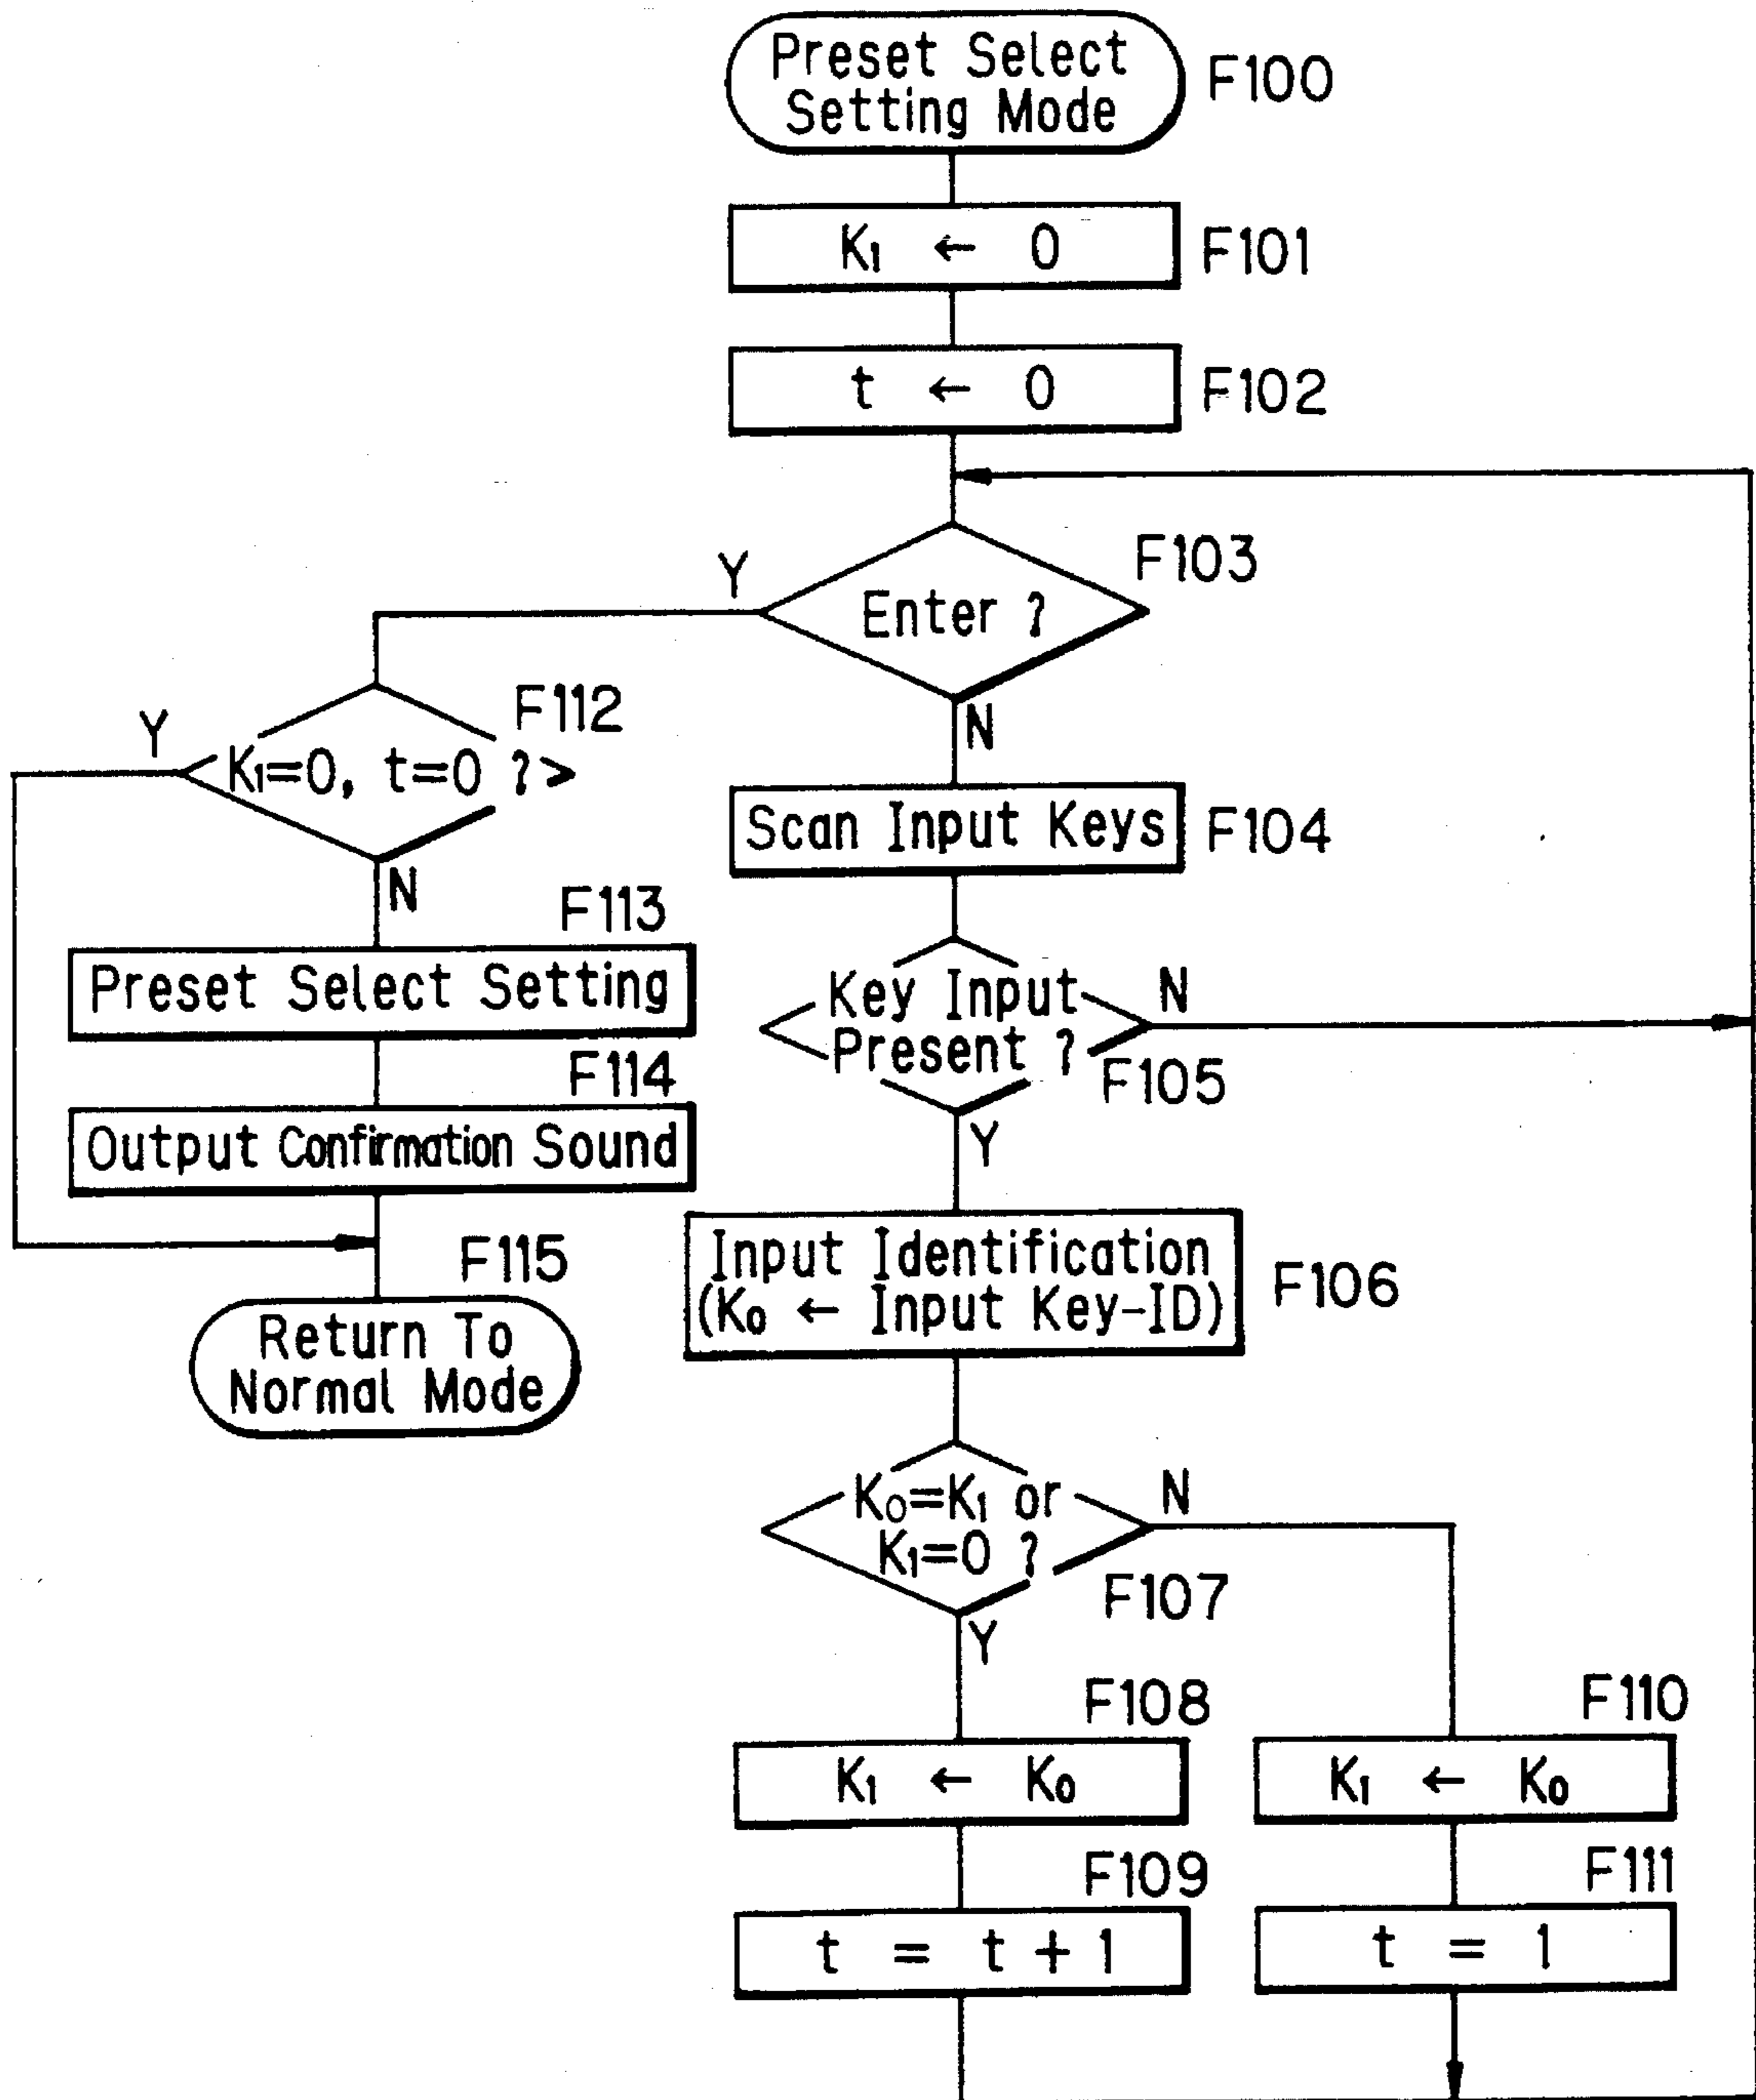 Preset Select
Setting Mode
F100
K₁ ← 0
F101
t ← 0
F102
F103
Y
Enter ?
N
F112
Y
K₁=0, t=0 ?
N
Scan Input Keys
F104
F113
Preset Select Setting
Key Input
Present ?
N
F105
Y
F114
Output Confirmation Sound
F115
Return To
Normal Mode
Input Identification
(K₀ ← Input Key-ID)
F106
K₀=K₁ or
K₁=0 ?
N
F107
Y
F108
K₁ ← K₀
F110
K₁ ← K₀
F109
t = t + 1
F111
t = 1